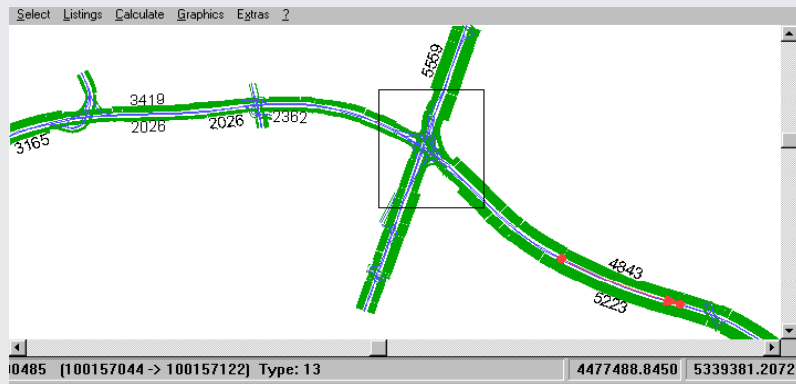 Select Listings Calculate Graphics Extras ?
5559
3419
2026 2026 2362
3165
4843
5223
00485 (100157044 -> 100157122) Type: 13 4477488.8450 5339381.2072